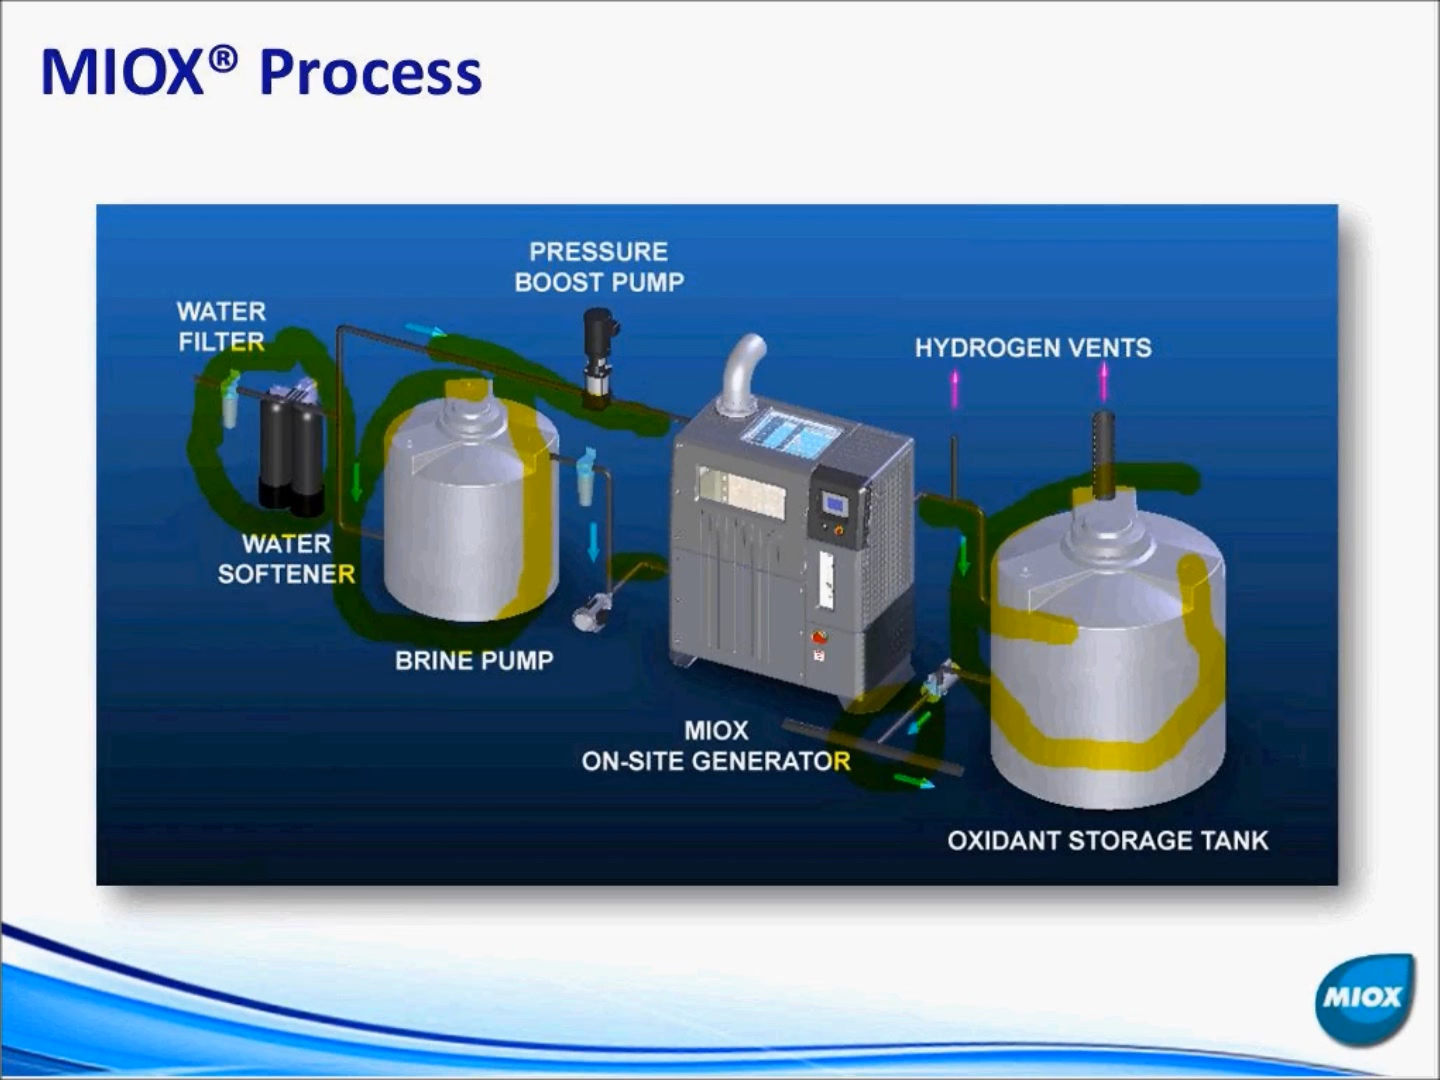 MIOX® Process
PRESSURE
BOOST PUMP
WATER
FILTER
HYDROGEN VENTS
WATER
SOFTENER
BRINE PUMP
MIOX
ON-SITE GENERATOR
OXIDANT STORAGE TANK
MIOX